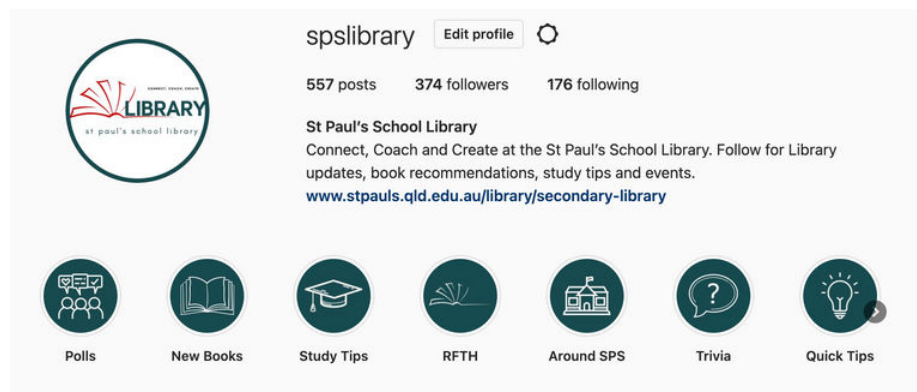 spslibrary Edit profile
557 posts 374 followers 176 following
CONNECT, COACH, CREATE
LIBRARY
st paul's school library
St Paul's School Library
Connect, Coach and Create at the St Paul's School Library. Follow for Library
updates, book recommendations, study tips and events.
www.stpauls.qld.edu.au/library/secondary-library
?
Polls New Books Study Tips RFTH Around SPS Trivia Quick Tips